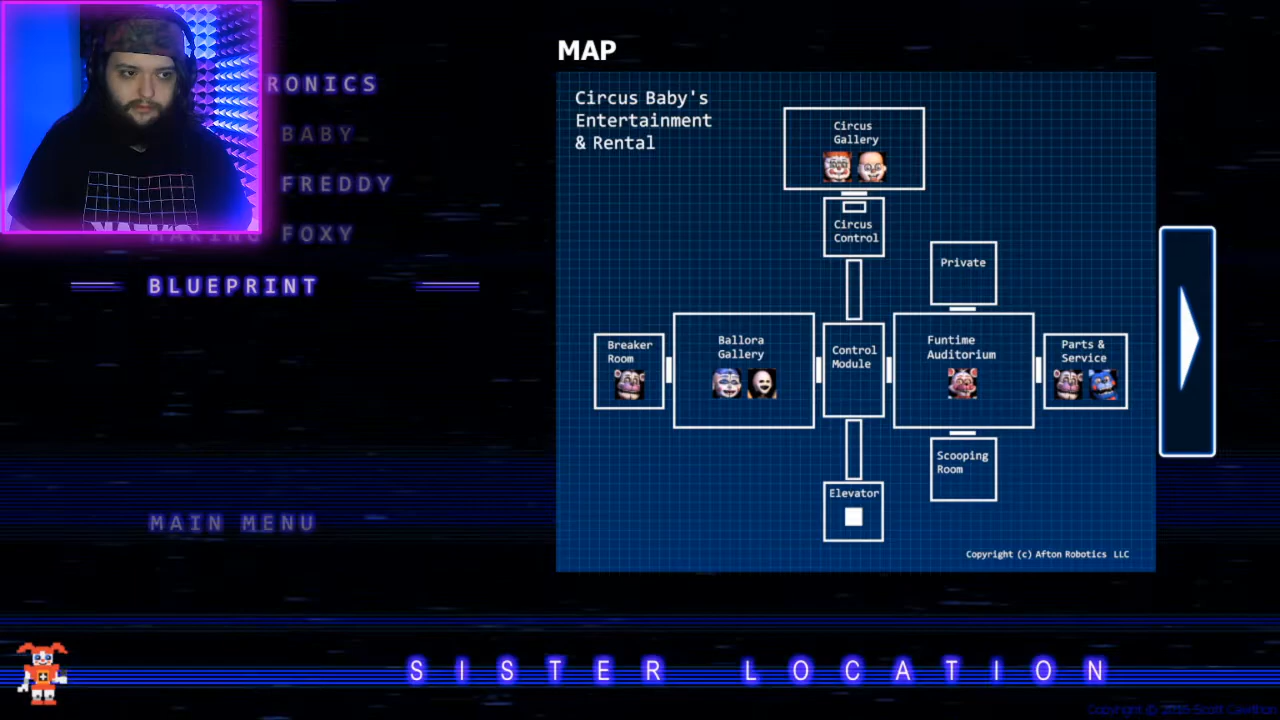 MAP
RONICS
BABY
FREDDY
MAKING FOXY
BLUEPRINT
MAIN MENU
Circus Baby's
Entertainment
& Rental
Circus
Gallery
Circus
Control
Private
Breaker
Room
Ballora
Gallery
Control
Module
Funtime
Auditorium
Parts &
Service
Scooping
Room
Elevator
Copyright (c) Afton Robotics LLC
SISTER LOCATION